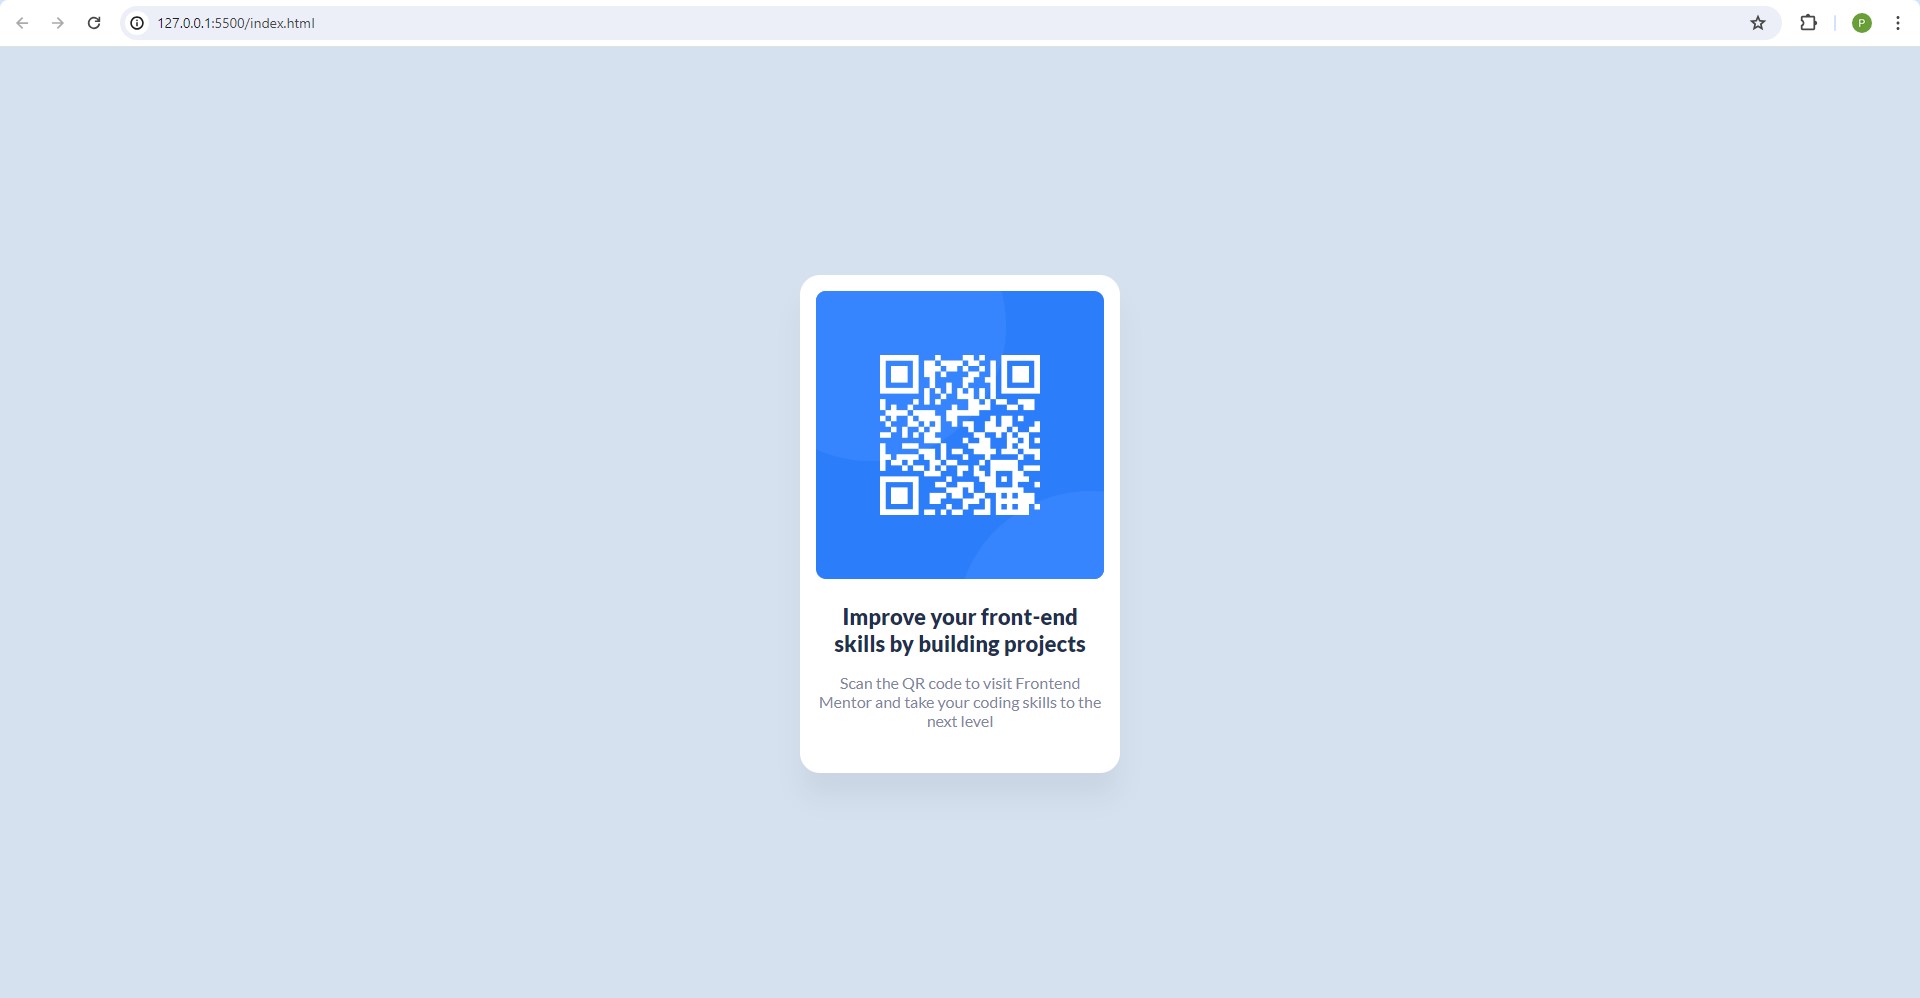 127.0.0.1:5500/index.html
P
Improve your front-end
skills by building projects
Scan the QR code to visit Frontend
Mentor and take your coding skills to the
next level